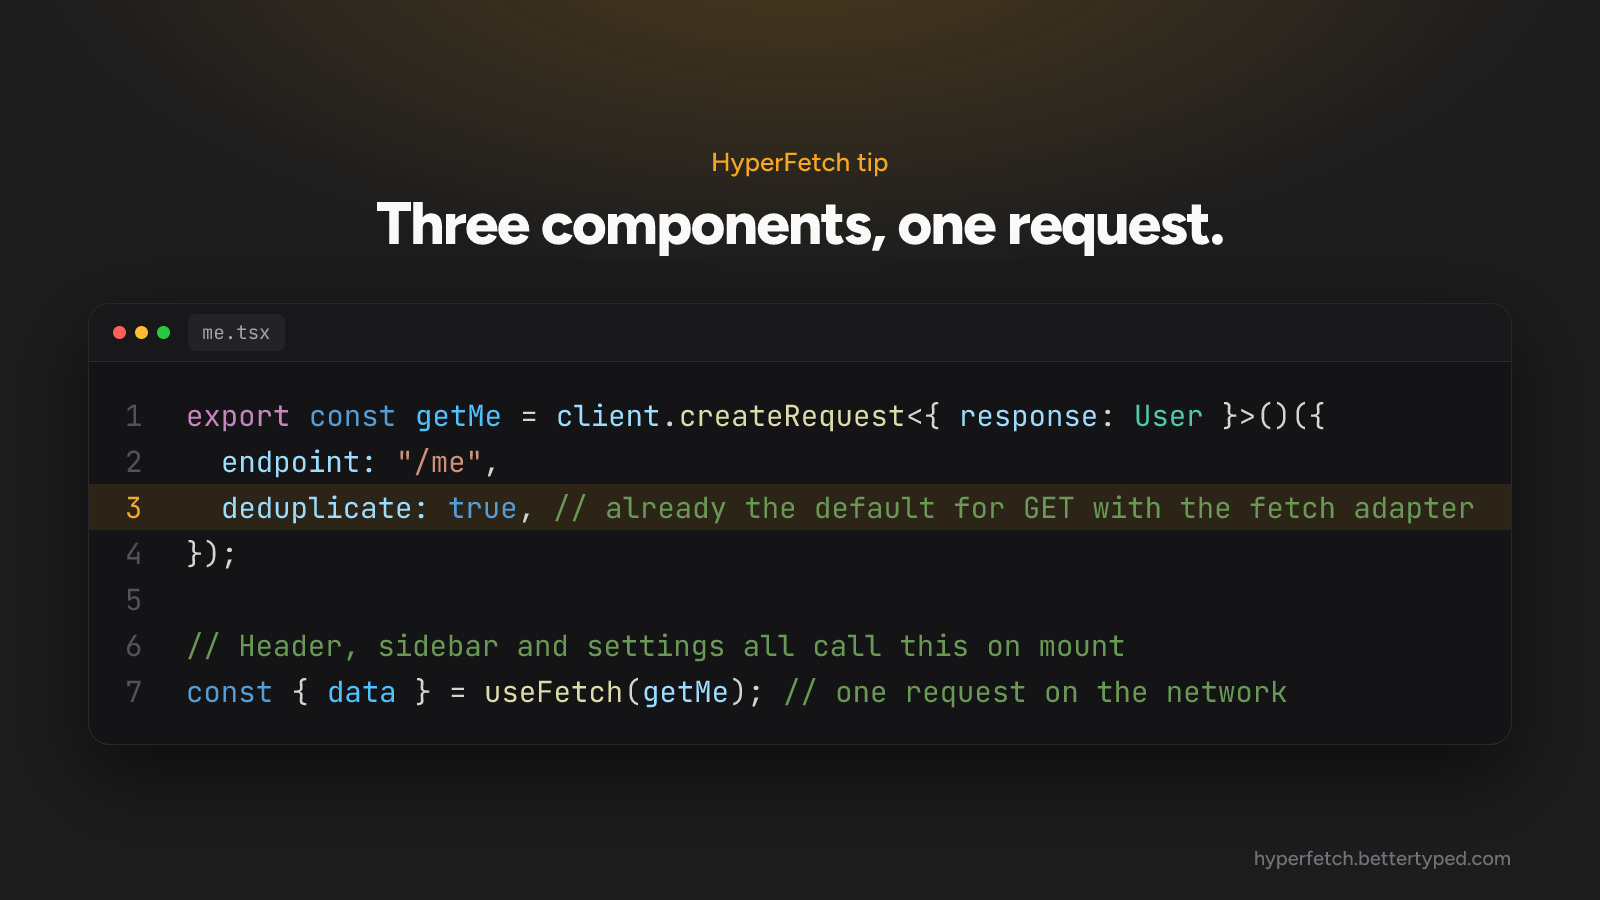 HyperFetch tip
Three components, one request.
me.tsx
1 export const getMe = client.createRequest<{ response: User }>()({
2   endpoint: "/me",
3   deduplicate: true, // already the default for GET with the fetch adapter
4 });
5
6 // Header, sidebar and settings all call this on mount
7 const { data } = useFetch(getMe); // one request on the network
hyperfetch.bettertyped.com